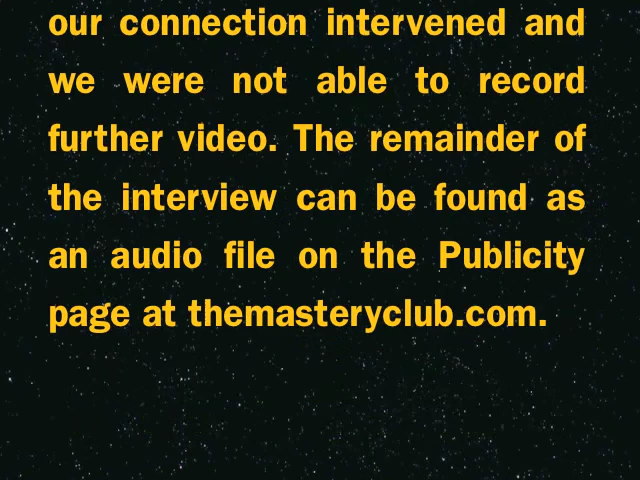 our connection intervened and
we were not able to record
further video. The remainder of
the interview can be found as
an audio file on the Publicity
page at themasteryclub.com.